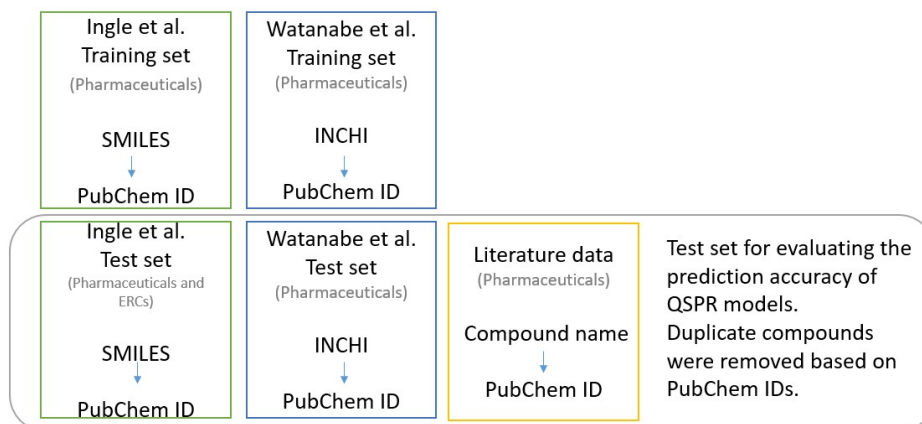 Ingle et al.
Training set
(Pharmaceuticals)
SMILES
PubChem ID
Watanabe et al.
Training set
(Pharmaceuticals)
INCHI
PubChem ID
Ingle et al.
Test set
(Pharmaceuticals and
ERCs)
SMILES
PubChem ID
Watanabe et al.
Test set
(Pharmaceuticals)
INCHI
PubChem ID
Literature data
(Pharmaceuticals)
Compound name
PubChem ID
Test set for evaluating the
prediction accuracy of
QSPR models.
Duplicate compounds
were removed based on
PubChem IDs.